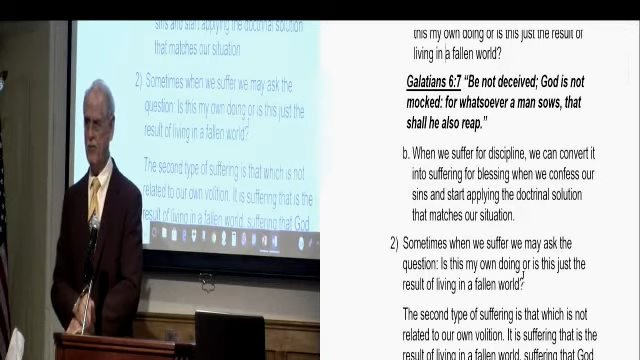 sins and start applying the doctrinal solution
that matches our situation
2) Sometimes when we suffer we may ask the
question: Is this my own doing or is this just the
result of living in a fallen world?
The second type of suffering is that which is not
related to our own volition. It is suffering that is the
result of living in a fallen world, suffering that God
this my own doing or is this just the result of
living in a fallen world?
Galatians 6:7 “Be not deceived; God is not
mocked: for whatsoever a man sows, that
shall he also reap.”
b. When we suffer for discipline, we can convert it
into suffering for blessing when we confess our
sins and start applying the doctrinal solution
that matches our situation.
2) Sometimes when we suffer we may ask the
question: Is this my own doing or is this just the
result of living in a fallen world?
The second type of suffering is that which is not
related to our own volition. It is suffering that is the
result of living in a fallen world, suffering that God